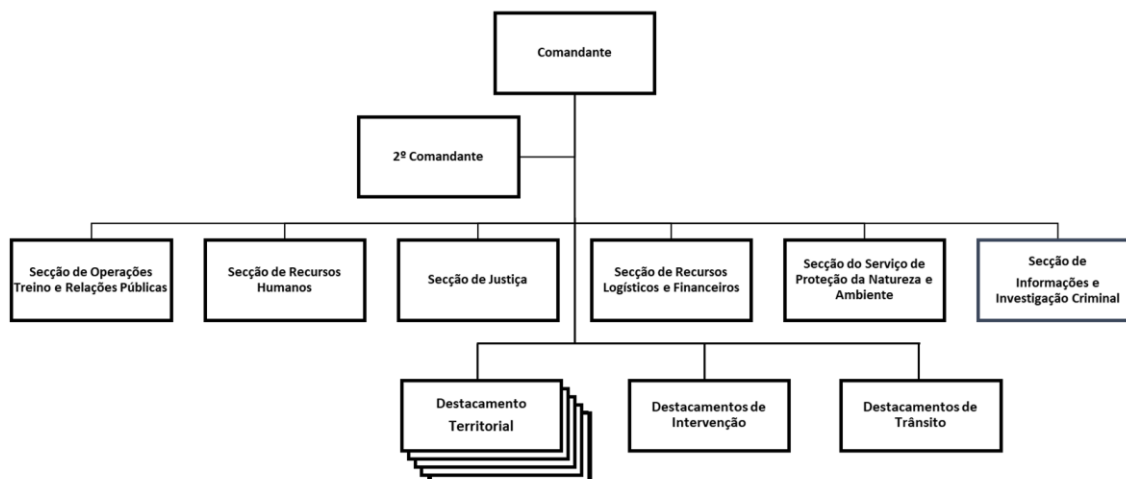 Comandante
2º Comandante
Secção de Operações
Treino e Relações Públicas
Secção de Recursos
Humanos
Secção de Justiça
Secção de Recursos
Logísticos e Financeiros
Secção do Serviço de
Proteção da Natureza e
Ambiente
Secção de
Informações e
Investigação Criminal
Destacamento
Territorial
Destacamentos de
Intervenção
Destacamentos de
Trânsito